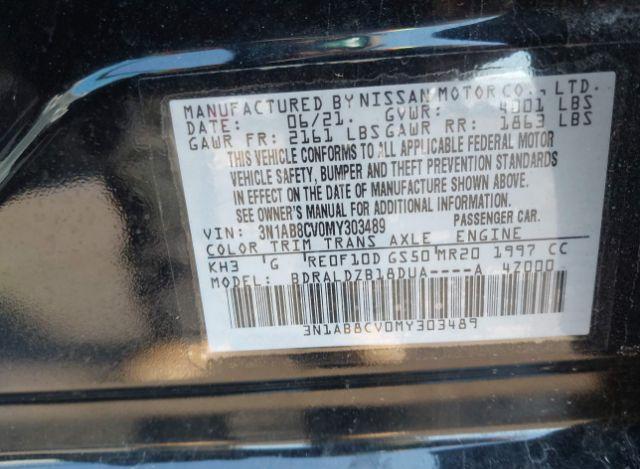 MANUFACTURED BY NISSAN MOTOR CO., LTD.
DATE: 06/21. GVWR: 4001 LBS
GAWR FR: 2161 LBS GAWR RR: 1863 LBS
THIS VEHICLE CONFORMS TO ALL APPLICABLE FEDERAL MOTOR
VEHICLE SAFETY, BUMPER AND THEFT PREVENTION STANDARDS
IN EFFECT ON THE DATE OF MANUFACTURE SHOWN ABOVE.
SEE OWNER'S MANUAL FOR ADDITIONAL INFORMATION.
VIN: 3N1AB8CV0MY303489 PASSENGER CAR.
COLOR TRIM TRANS AXLE ENGINE
KH3 G RE0F10D GS50 MR20 1997 CC
MODEL: BDRALDZB18DUA----A 4Z000
3N1AB8CV0MY303489